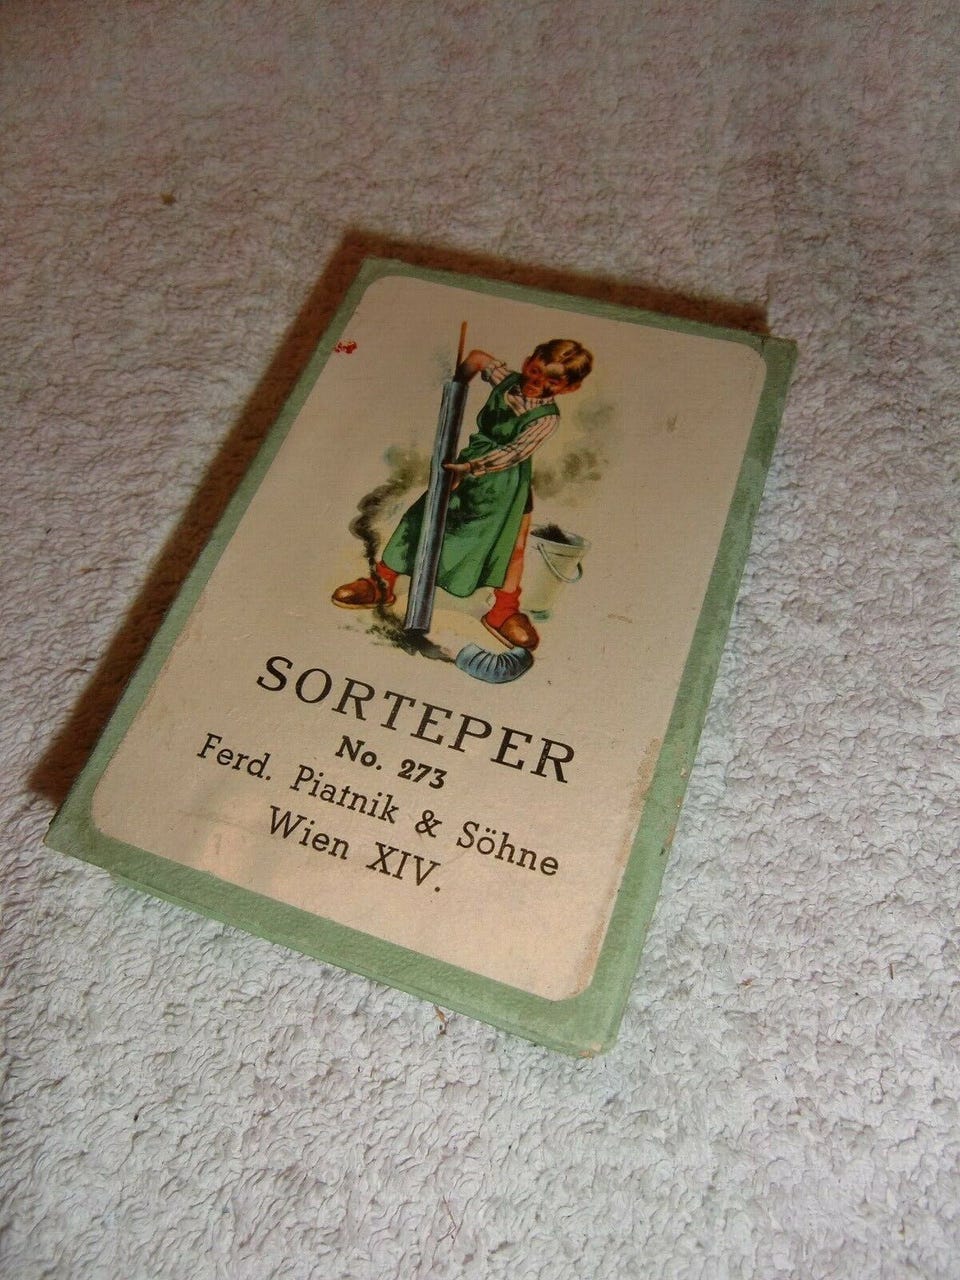 SORTEPER
No. 273
Ferd. Piatnik & Söhne
Wien XIV.